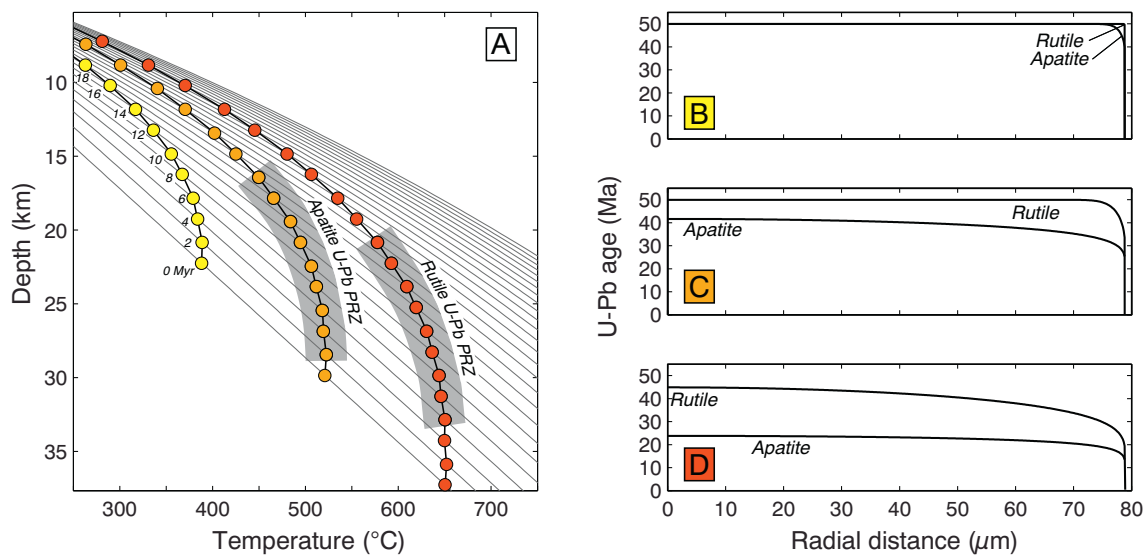 A
10
15
20
25
30
35
Depth (km)
300
400
500
600
700
Temperature (°C)
18
16
14
12
10
8
6
4
2
0 Myr
Apatite U-Pb PRZ
Rutile U-Pb PRZ
U-Pb age (Ma)
50
40
30
20
10
0
Rutile
Apatite
B
50
40
30
20
10
0
Apatite
Rutile
C
50
40
30
20
10
0
Rutile
Apatite
D
0
10
20
30
40
50
60
70
80
Radial distance (μm)